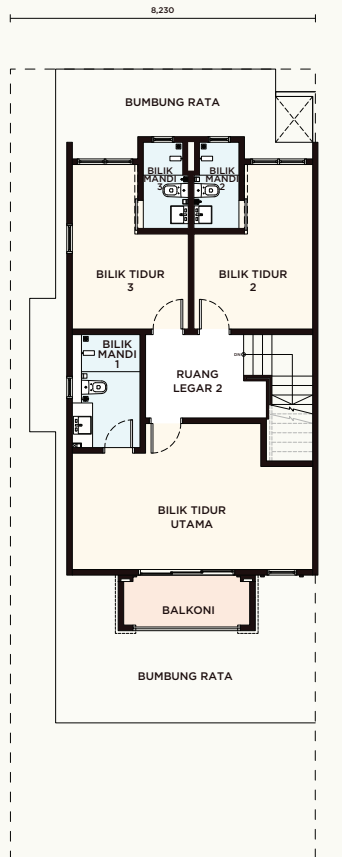 8,230
BUMBUNG RATA
BILIK
MANDI
3
BILIK
MANDI
2
BILIK TIDUR
3
BILIK TIDUR
2
BILIK
MANDI
1
RUANG
LEGAR 2
DN
BILIK TIDUR
UTAMA
BALKONI
BUMBUNG RATA